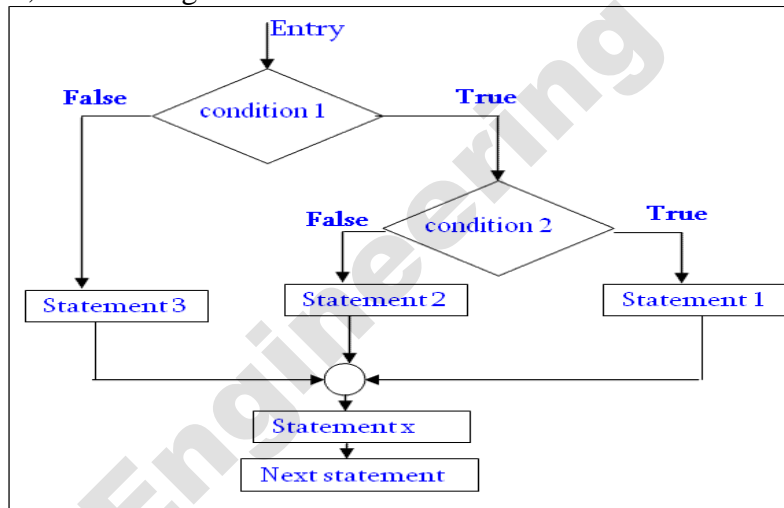 Entry
False
True
condition 1
False
True
condition 2
Statement 3
Statement 2
Statement 1
Statement x
Next statement
Engineering